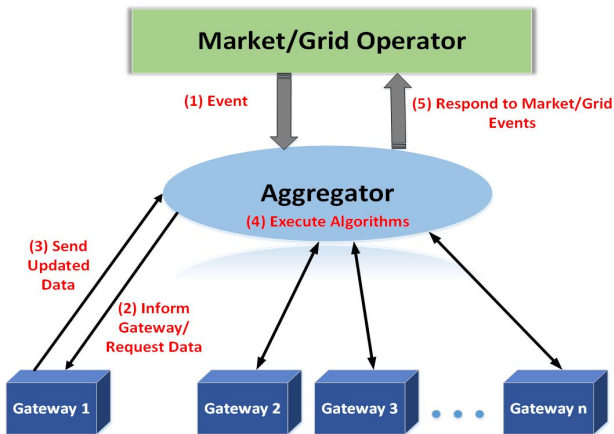 Market/Grid Operator
(1) Event
(5) Respond to Market/Grid
Events
Aggregator
(4) Execute Algorithms
(3) Send
Updated
Data
(2) Inform
Gateway/
Request Data
Gateway 1
Gateway 2
Gateway 3
Gateway n